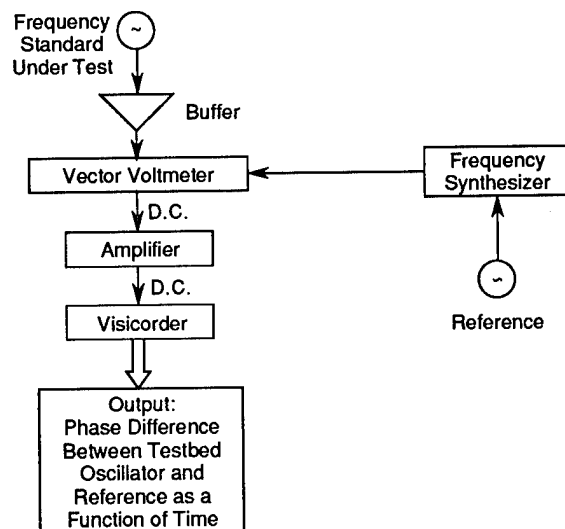 Frequency
Standard
Under Test
~
Buffer
Vector Voltmeter
Frequency
Synthesizer
D.C.
Amplifier
D.C.
~
Visicorder
Reference
Output:
Phase Difference
Between Testbed
Oscillator and
Reference as a
Function of Time